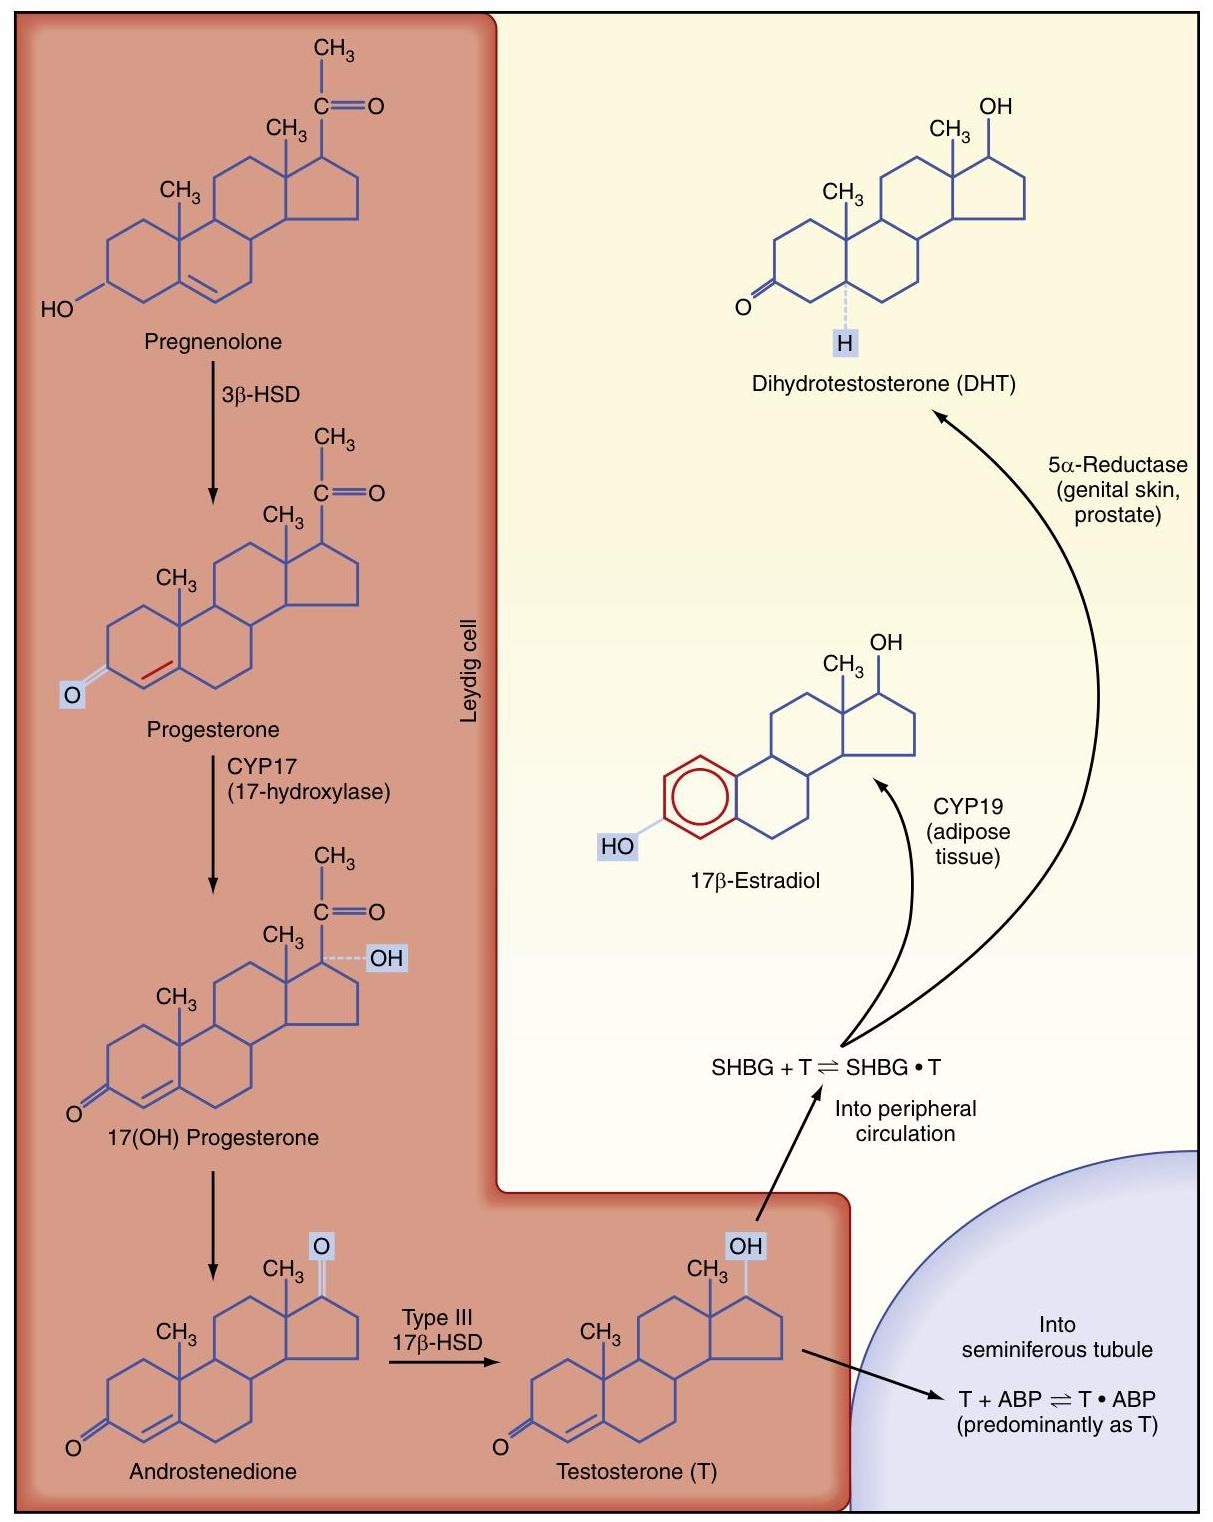 CH3
C=O
CH3
CH3
HO
Pregnenolone
3β-HSD
CH3
C=O
CH3
CH3
O
Progesterone
CYP17
(17-hydroxylase)
CH3
C=O
CH3
OH
CH3
O
17(OH) Progesterone
O
CH3
CH3
O
Androstenedione
Type III
17β-HSD
OH
CH3
CH3
O
Testosterone (T)
Leydig cell
OH
CH3
CH3
O
H
Dihydrotestosterone (DHT)
5α-Reductase
(genital skin,
prostate)
OH
CH3
HO
17β-Estradiol
CYP19
(adipose
tissue)
SHBG + T ⇌ SHBG • T
Into peripheral
circulation
Into
seminiferous tubule
T + ABP ⇌ T • ABP
(predominantly as T)